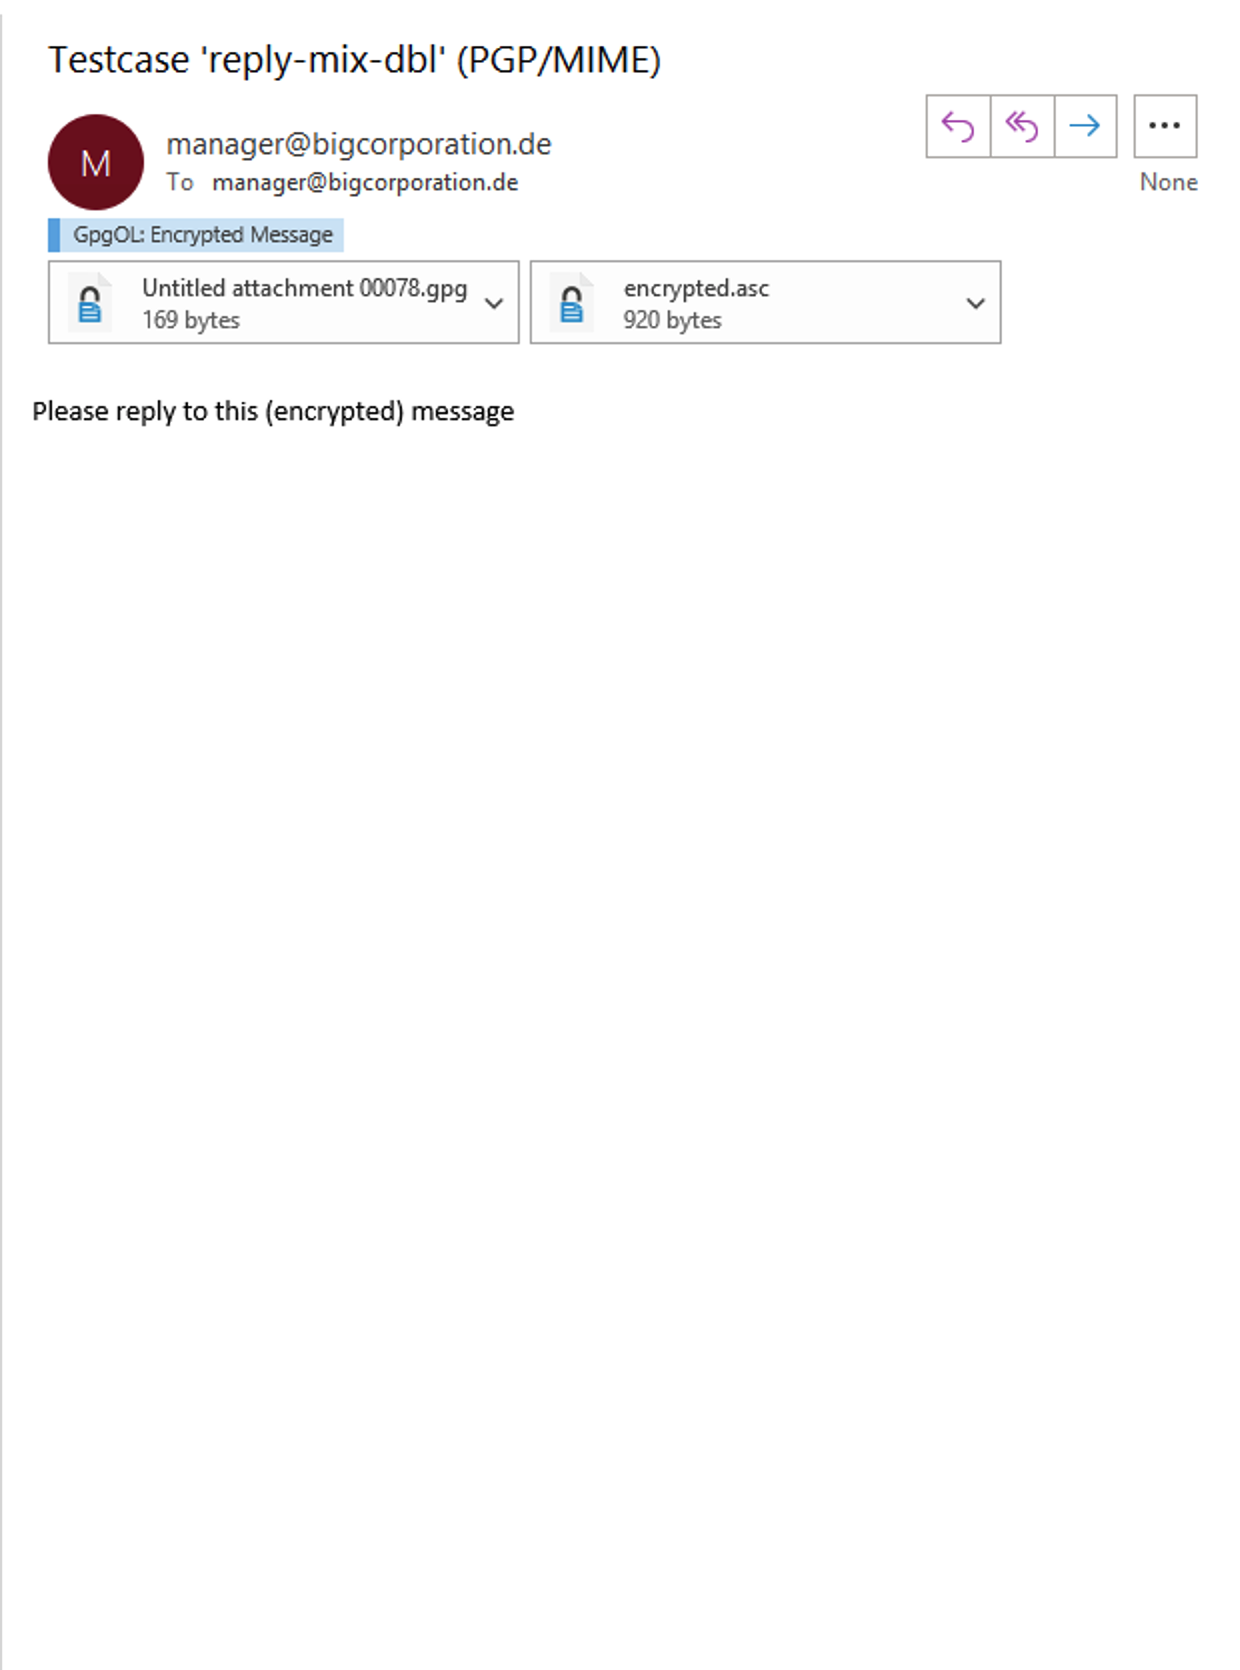 Testcase 'reply-mix-dbl' (PGP/MIME)
M
manager@bigcorporation.de
To manager@bigcorporation.de
None
GpgOL: Encrypted Message
Untitled attachment 00078.gpg
169 bytes
encrypted.asc
920 bytes
Please reply to this (encrypted) message